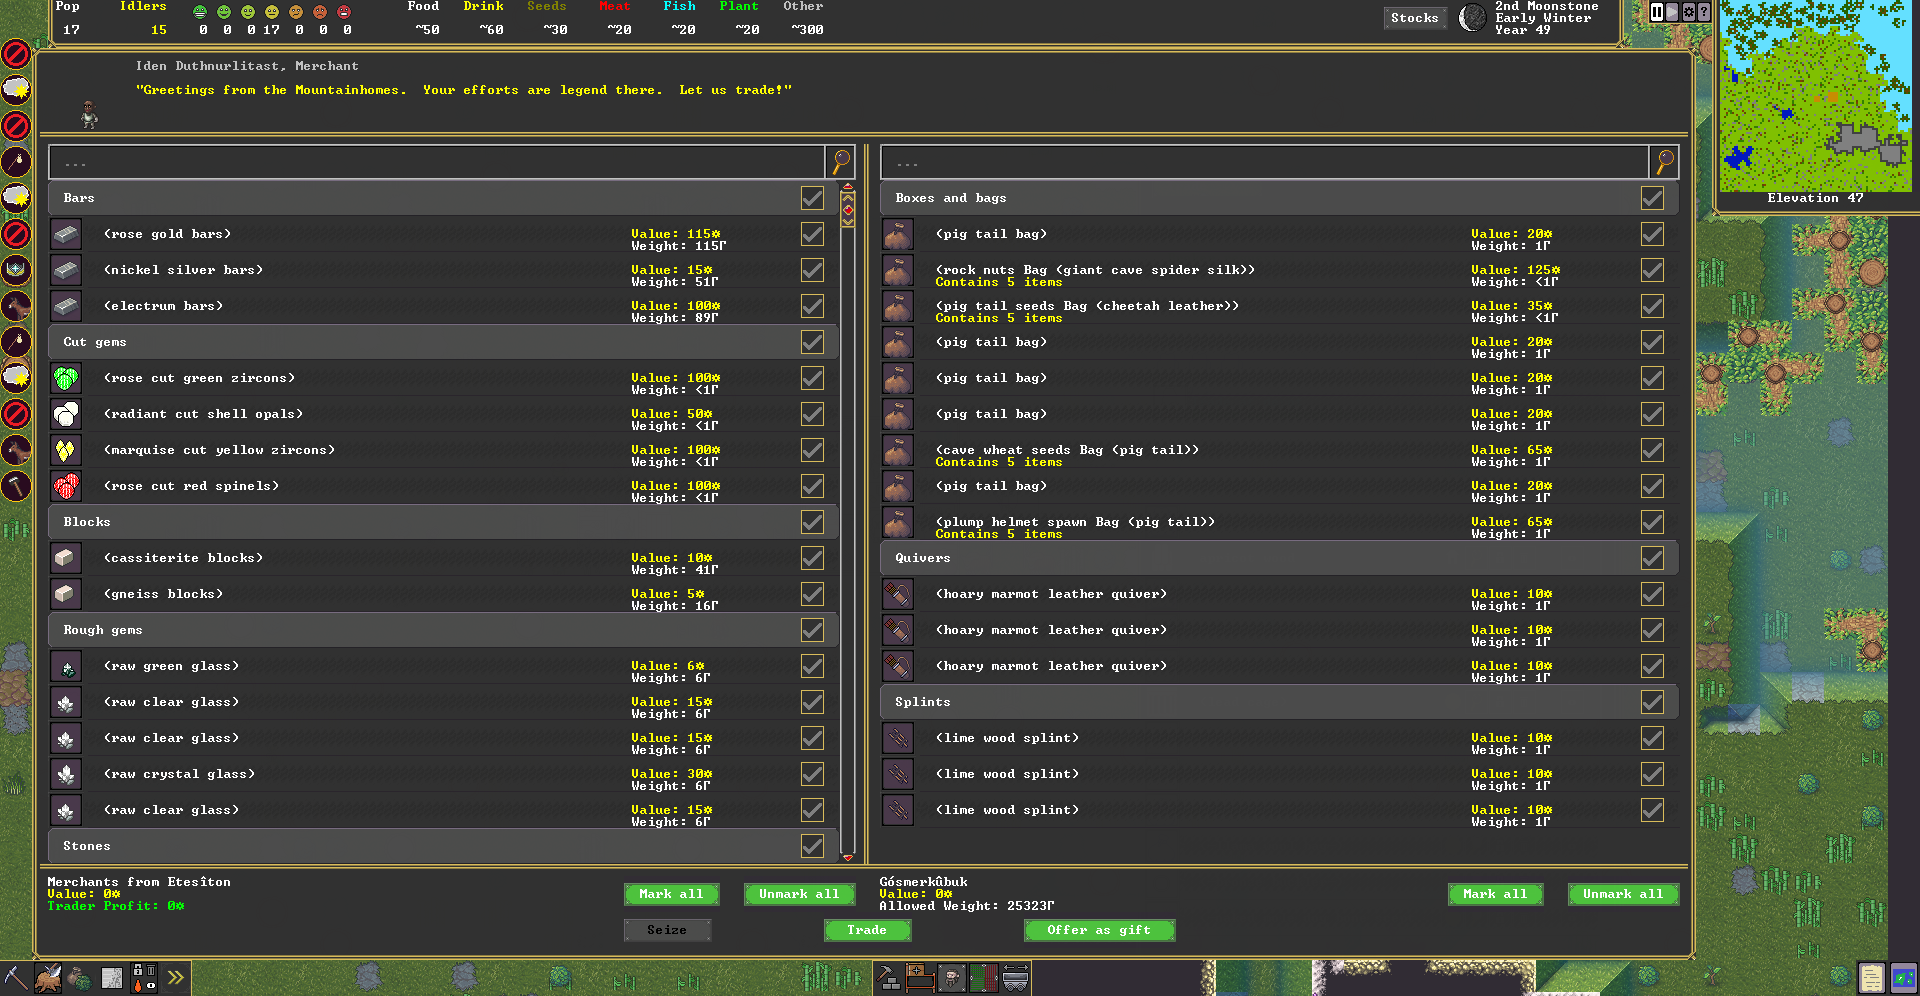 Pop Idlers Food Drink Seeds Meat Fish Plant Other
17 15 0 0 0 17 0 0 0 ~50 ~60 ~30 ~20 ~20 ~20 ~300
Stocks
2nd Moonstone
Early Winter
Year 49
?
Elevation 47
Iden Duthnurlitast, Merchant
"Greetings from the Mountainhomes. Your efforts are legend there. Let us trade!"
---
Bars
(rose gold bars) Value: 115☼
Weight: 115Γ
(nickel silver bars) Value: 15☼
Weight: 51Γ
(electrum bars) Value: 100☼
Weight: 89Γ
Cut gems
(rose cut green zircons) Value: 100☼
Weight: <1Γ
(radiant cut shell opals) Value: 50☼
Weight: <1Γ
(marquise cut yellow zircons) Value: 100☼
Weight: <1Γ
(rose cut red spinels) Value: 100☼
Weight: <1Γ
Blocks
(cassiterite blocks) Value: 10☼
Weight: 41Γ
(gneiss blocks) Value: 5☼
Weight: 16Γ
Rough gems
(raw green glass) Value: 6☼
Weight: 6Γ
(raw clear glass) Value: 15☼
Weight: 6Γ
(raw clear glass) Value: 15☼
Weight: 6Γ
(raw crystal glass) Value: 30☼
Weight: 6Γ
(raw clear glass) Value: 15☼
Weight: 6Γ
Stones
---
Boxes and bags
(pig tail bag) Value: 20☼
Weight: 1Γ
(rock nuts Bag (giant cave spider silk)) Value: 125☼
Contains 5 items Weight: <1Γ
(pig tail seeds Bag (cheetah leather)) Value: 35☼
Contains 5 items Weight: <1Γ
(pig tail bag) Value: 20☼
Weight: 1Γ
(pig tail bag) Value: 20☼
Weight: 1Γ
(pig tail bag) Value: 20☼
Weight: 1Γ
(cave wheat seeds Bag (pig tail)) Value: 65☼
Contains 5 items Weight: 1Γ
(pig tail bag) Value: 20☼
Weight: 1Γ
(plump helmet spawn Bag (pig tail)) Value: 65☼
Contains 5 items Weight: 1Γ
Quivers
(hoary marmot leather quiver) Value: 10☼
Weight: 1Γ
(hoary marmot leather quiver) Value: 10☼
Weight: 1Γ
(hoary marmot leather quiver) Value: 10☼
Weight: 1Γ
Splints
(lime wood splint) Value: 10☼
Weight: 1Γ
(lime wood splint) Value: 10☼
Weight: 1Γ
(lime wood splint) Value: 10☼
Weight: 1Γ
Merchants from Etesîton
Value: 0☼
Trader Profit: 0☼
Mark all Unmark all
Gósmerkûbuk
Value: 0☼
Allowed Weight: 25323Γ
Mark all Unmark all
Seize Trade Offer as gift